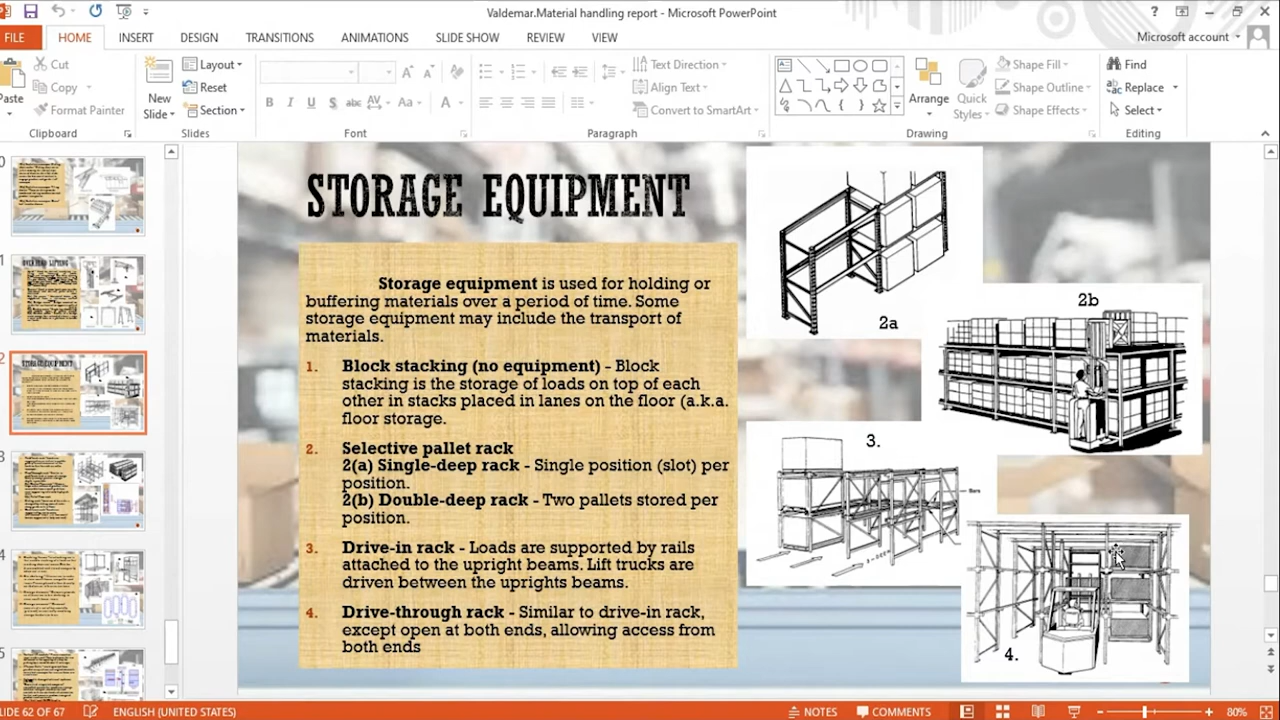 Valdemar.Material handling report - Microsoft PowerPoint
FILE HOME INSERT DESIGN TRANSITIONS ANIMATIONS SLIDE SHOW REVIEW VIEW
Microsoft account
Cut
Copy
Format Painter
Paste
Clipboard
New
Slide
Layout
Reset
Section
Slides
Font
Text Direction
Align Text
Convert to SmartArt
Paragraph
Arrange
Quick
Styles
Shape Fill
Shape Outline
Shape Effects
Drawing
Find
Replace
Select
Editing
STORAGE EQUIPMENT
Storage equipment is used for holding or
buffering materials over a period of time. Some
storage equipment may include the transport of
materials.
1. Block stacking (no equipment) - Block
stacking is the storage of loads on top of each
other in stacks placed in lanes on the floor (a.k.a.
floor storage.
2. Selective pallet rack
2(a) Single-deep rack - Single position (slot) per
position.
2(b) Double-deep rack - Two pallets stored per
position.
3. Drive-in rack - Loads are supported by rails
attached to the upright beams. Lift trucks are
driven between the uprights beams.
4. Drive-through rack - Similar to drive-in rack,
except open at both ends, allowing access from
both ends
2a
2b
3.
4.
SLIDE 62 OF 67 ENGLISH (UNITED STATES) NOTES COMMENTS 80%